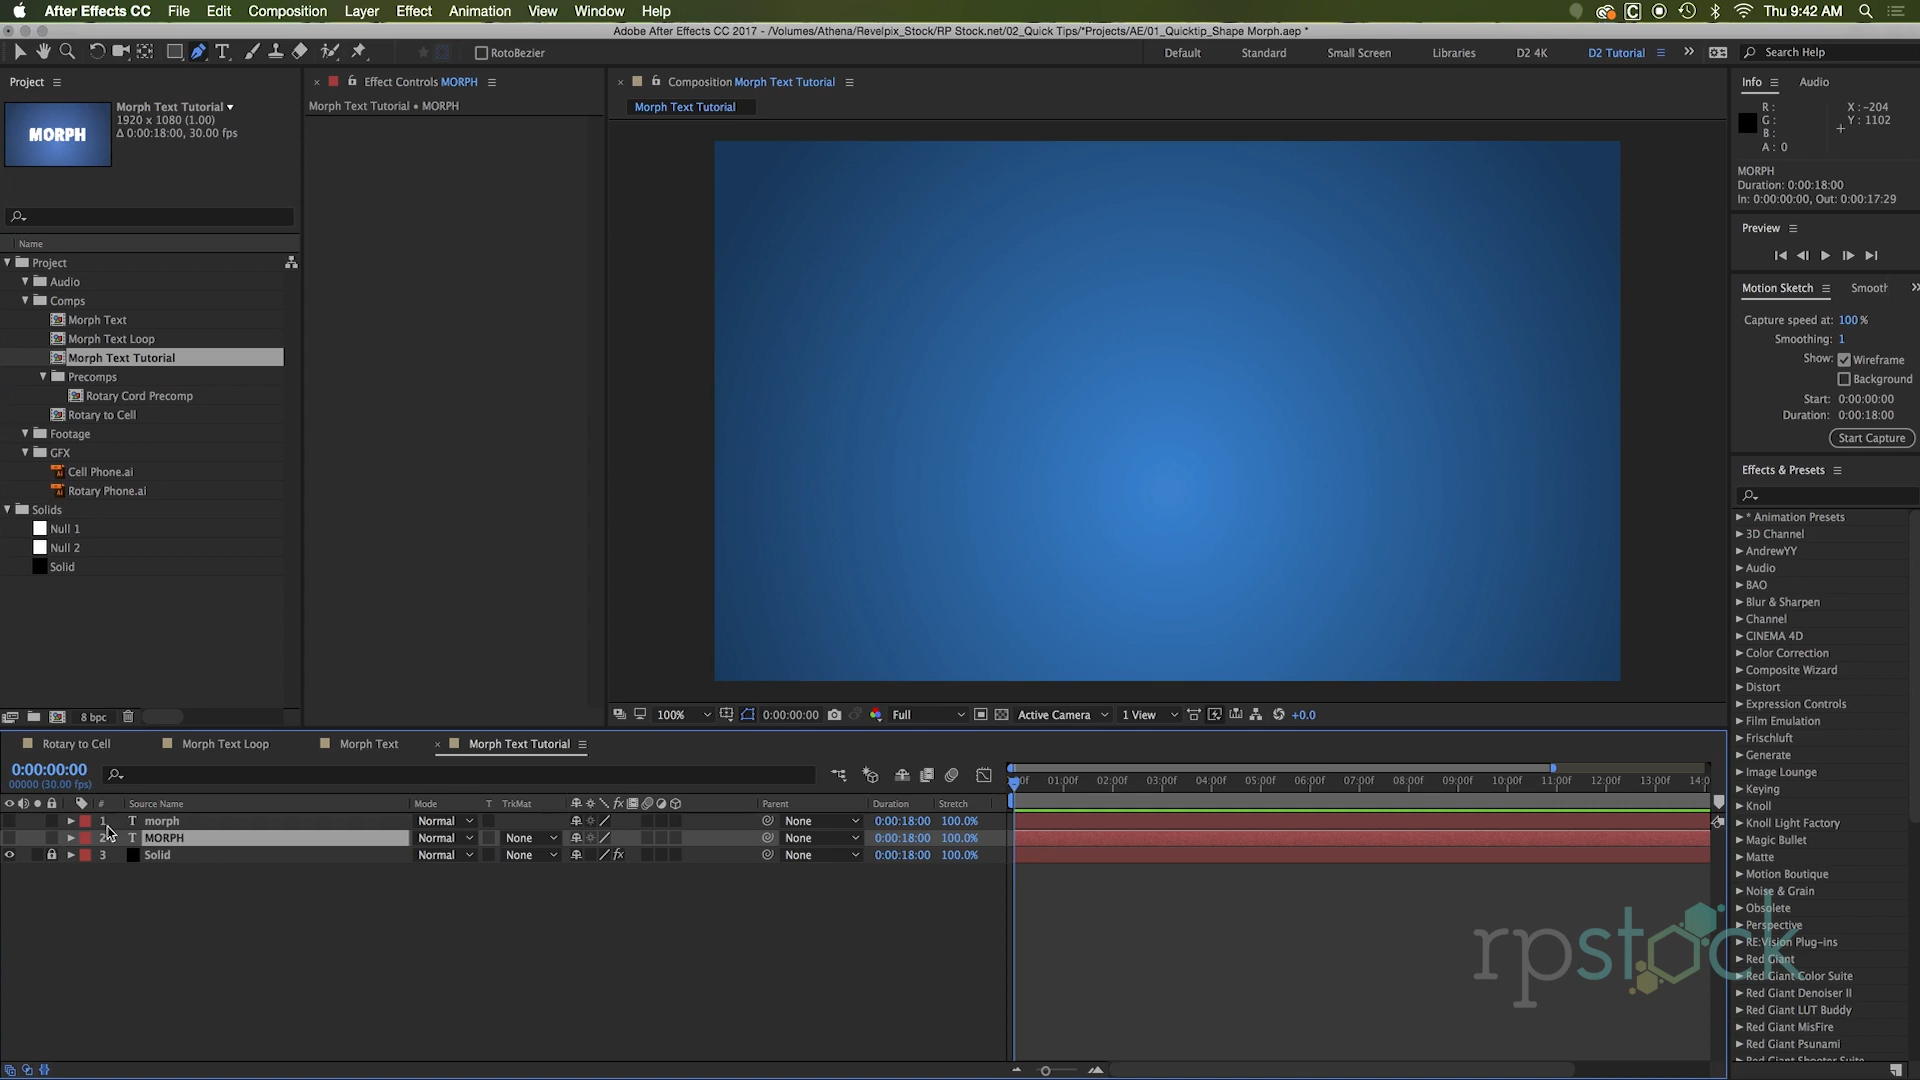 After Effects CC File Edit Composition Layer Effect Animation View Window Help Thu 9:42 AM
Adobe After Effects CC 2017 - /Volumes/Athena/Revelpix_Stock/RP Stock.net/02_Quick Tips/*Projects/AE/01_Quicktip_Shape Morph.aep *
RotoBezier Default Standard Small Screen Libraries D2 4K D2 Tutorial Search Help
Project
Morph Text Tutorial
1920 x 1080 (1.00)
Δ 0:00:18:00, 30.00 fps
MORPH
Name
Project
Audio
Comps
Morph Text
Morph Text Loop
Morph Text Tutorial
Precomps
Rotary Cord Precomp
Rotary to Cell
Footage
GFX
Cell Phone.ai
Rotary Phone.ai
Solids
Null 1
Null 2
Solid
8 bpc
Effect Controls MORPH
Morph Text Tutorial • MORPH
Composition Morph Text Tutorial
Morph Text Tutorial
100% 0:00:00:00 Full Active Camera 1 View +0.0
Info Audio
R :
G :
B :
A : 0
X : -204
Y : 1102
MORPH
Duration: 0:00:18:00
In: 0:00:00:00, Out: 0:00:17:29
Preview
Motion Sketch Smooth
Capture speed at: 100 %
Smoothing: 1
Show: Wireframe
Background
Start: 0:00:00:00
Duration: 0:00:18:00
Start Capture
Effects & Presets
* Animation Presets
3D Channel
AndrewYY
Audio
BAO
Blur & Sharpen
Channel
CINEMA 4D
Color Correction
Composite Wizard
Distort
Expression Controls
Film Emulation
Frischluft
Generate
Image Lounge
Keying
Knoll
Knoll Light Factory
Magic Bullet
Matte
Motion Boutique
Noise & Grain
Obsolete
Perspective
RE:Vision Plug-ins
Red Giant
Red Giant Color Suite
Red Giant Denoiser II
Red Giant LUT Buddy
Red Giant MisFire
Red Giant Psunami
Red Giant Shooter Suite
Rotary to Cell Morph Text Loop Morph Text Morph Text Tutorial
0:00:00:00
00000 (30.00 fps)
# Source Name Mode T TrkMat Parent Duration Stretch
01:00f 02:00f 03:00f 04:00f 05:00f 06:00f 07:00f 08:00f 09:00f 10:00f 11:00f 12:00f 13:00f
1 T morph Normal None 0:00:18:00 100.0%
2 T MORPH Normal None None 0:00:18:00 100.0%
3 Solid Normal None None 0:00:18:00 100.0%
rpstock